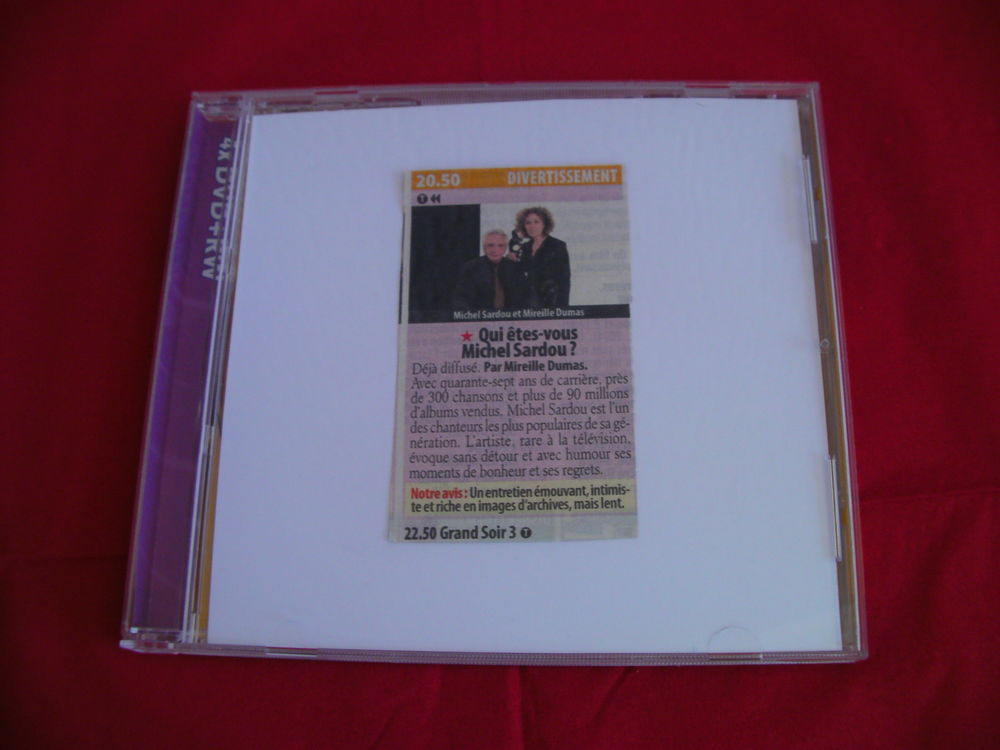 4x DVD+RW
20.50 DIVERTISSEMENT
T
Michel Sardou et Mireille Dumas
★ Qui êtes-vous
Michel Sardou ?
Déjà diffusé. Par Mireille Dumas.
Avec quarante-sept ans de carrière, près
de 300 chansons et plus de 90 millions
d'albums vendus, Michel Sardou est l'un
des chanteurs les plus populaires de sa gé-
nération. L'artiste, rare à la télévision,
évoque sans détour et avec humour ses
moments de bonheur et ses regrets.
Notre avis : Un entretien émouvant, intimis-
te et riche en images d'archives, mais lent.
22.50 Grand Soir 3 T